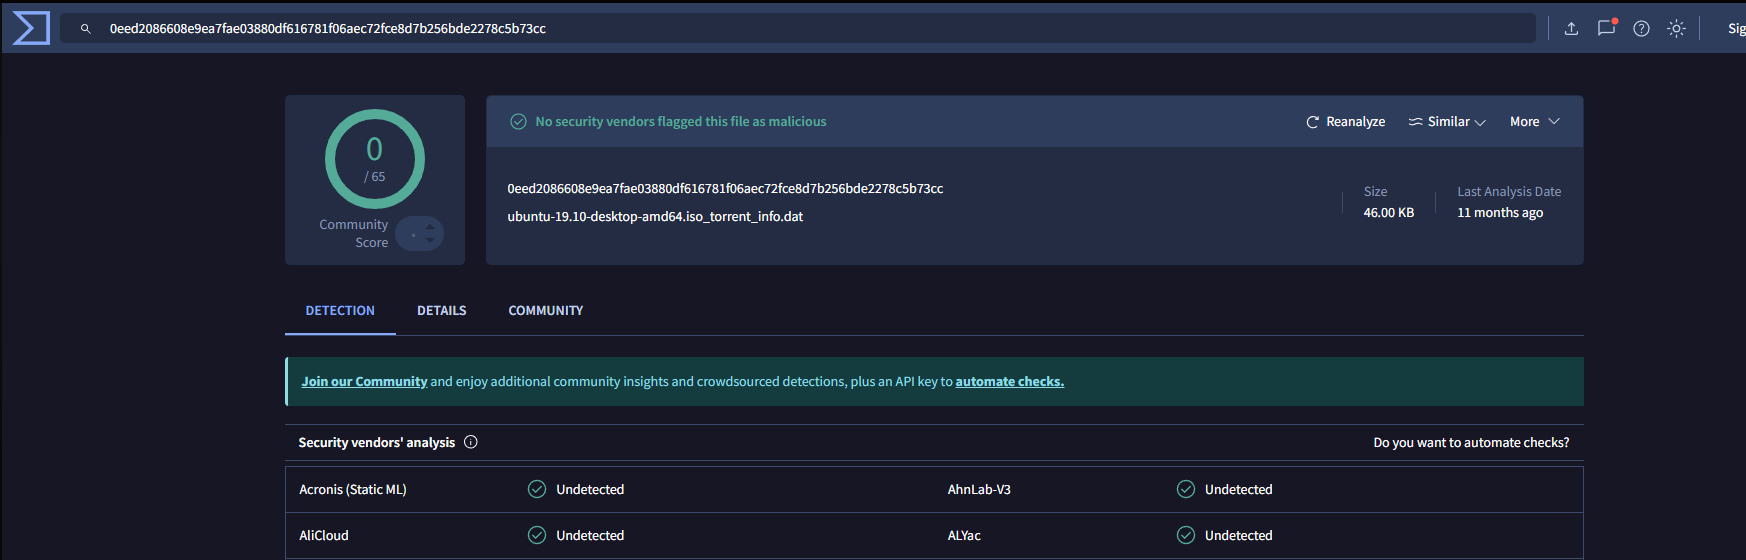 0eed2086608e9ea7fae03880df616781f06aec72fce8d7b256bde2278c5b73cc
Sig
0
/ 65
Community
Score
No security vendors flagged this file as malicious
Reanalyze
Similar
More
0eed2086608e9ea7fae03880df616781f06aec72fce8d7b256bde2278c5b73cc
ubuntu-19.10-desktop-amd64.iso_torrent_info.dat
Size
46.00 KB
Last Analysis Date
11 months ago
DETECTION DETAILS COMMUNITY
Join our Community and enjoy additional community insights and crowdsourced detections, plus an API key to automate checks.
Security vendors' analysis
Do you want to automate checks?
Acronis (Static ML) Undetected AhnLab-V3 Undetected
AliCloud Undetected ALYac Undetected